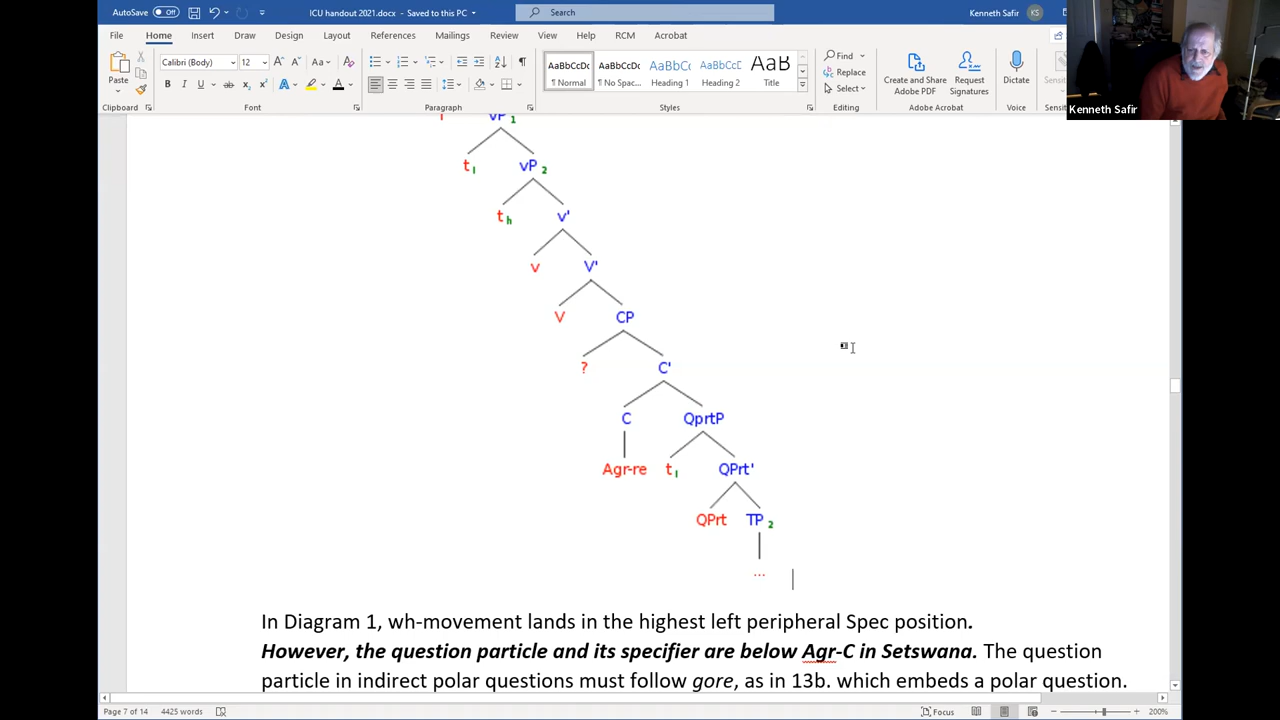 AutoSave Off ICU handout 2021.docx - Saved to this PC Search Kenneth Safir KS
File Home Insert Draw Design Layout References Mailings Review View Help RCM Acrobat
Calibri (Body) 12 A A Aa A
Paste B I U ab x x A A
AaBbCcDc AaBbCcDc AaBbC AaBbCcC AaB
¶ Normal ¶ No Spac... Heading 1 Heading 2 Title
Find Replace Select
Create and Share Adobe PDF Request Signatures Dictate
Clipboard Font Paragraph Styles Editing Adobe Acrobat Voice
Kenneth Safir
vP 1
t vP 2
t h v'
v V'
V CP
? C'
C QprtP
Agr-re t QPrt'
QPrt TP 2
...
In Diagram 1, wh-movement lands in the highest left peripheral Spec position.
However, the question particle and its specifier are below Agr-C in Setswana. The question
particle in indirect polar questions must follow gore, as in 13b. which embeds a polar question.
Page 7 of 14 4425 words Focus 200%